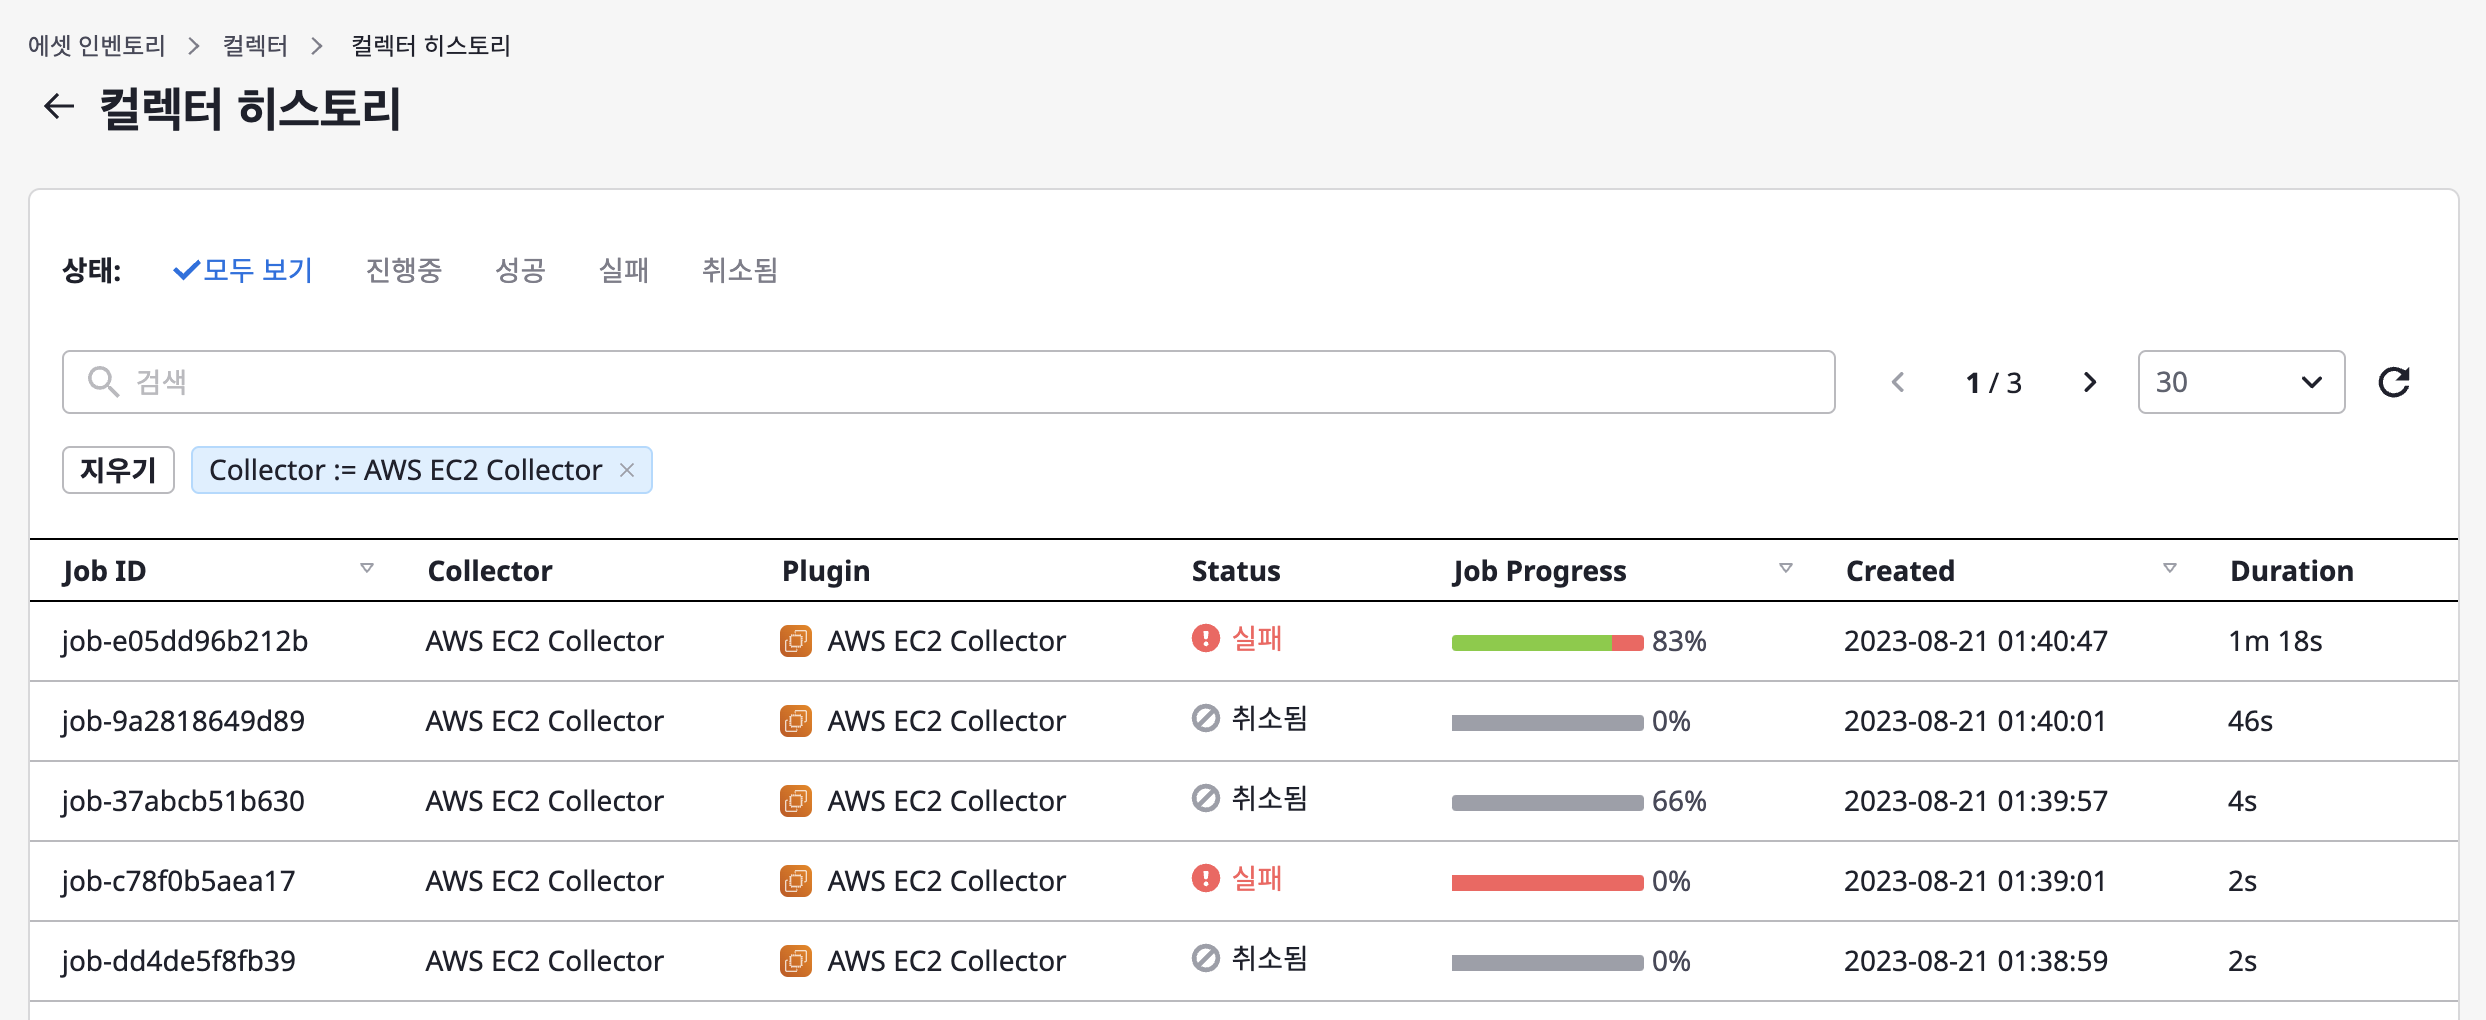 에셋 인벤토리 > 컬렉터 > 컬렉터 히스토리
← 컬렉터 히스토리
상태: 모두 보기 진행중 성공 실패 취소됨
검색 1 / 3 30
지우기 Collector := AWS EC2 Collector ×
Job ID Collector Plugin Status Job Progress Created Duration
job-e05dd96b212b AWS EC2 Collector AWS EC2 Collector 실패 83% 2023-08-21 01:40:47 1m 18s
job-9a2818649d89 AWS EC2 Collector AWS EC2 Collector 취소됨 0% 2023-08-21 01:40:01 46s
job-37abcb51b630 AWS EC2 Collector AWS EC2 Collector 취소됨 66% 2023-08-21 01:39:57 4s
job-c78f0b5aea17 AWS EC2 Collector AWS EC2 Collector 실패 0% 2023-08-21 01:39:01 2s
job-dd4de5f8fb39 AWS EC2 Collector AWS EC2 Collector 취소됨 0% 2023-08-21 01:38:59 2s